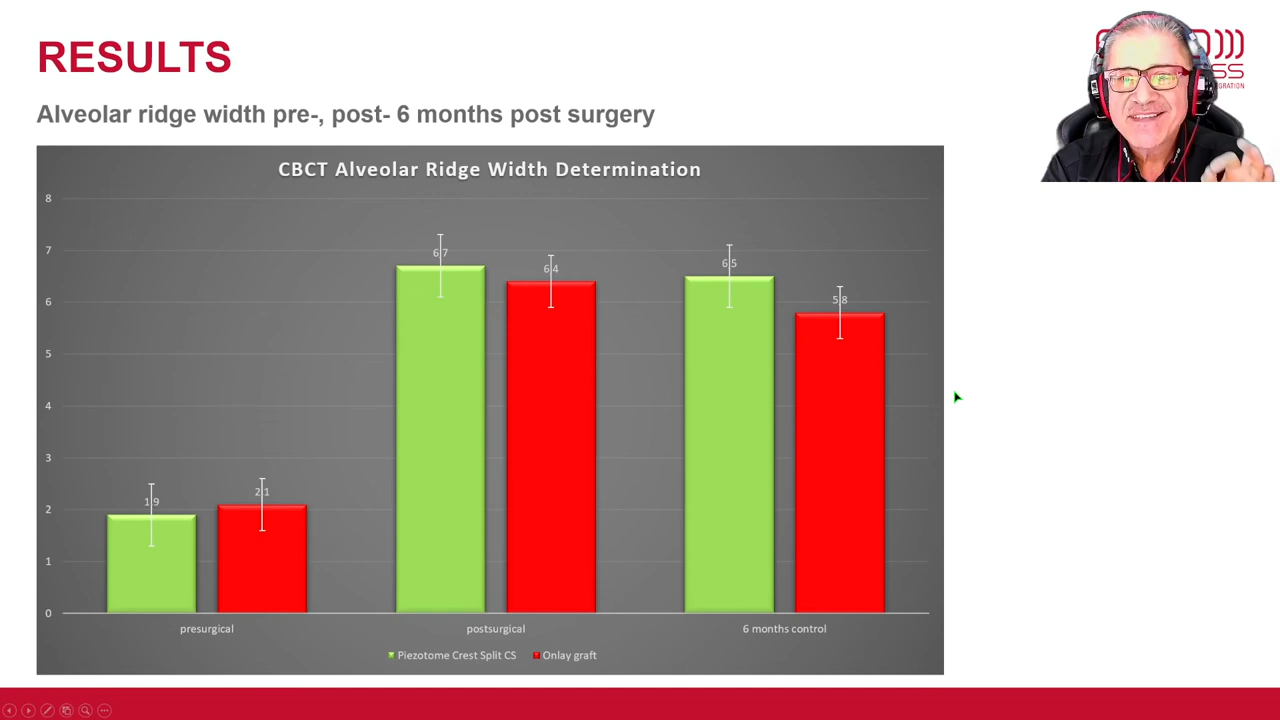 RESULTS
Alveolar ridge width pre-, post- 6 months post surgery
CBCT Alveolar Ridge Width Determination
8
7
6
5
4
3
2
1
0
1.9
2.1
6.7
6.4
6.5
5.8
presurgical
postsurgical
6 months control
Piezotome Crest Split CS
Onlay graft